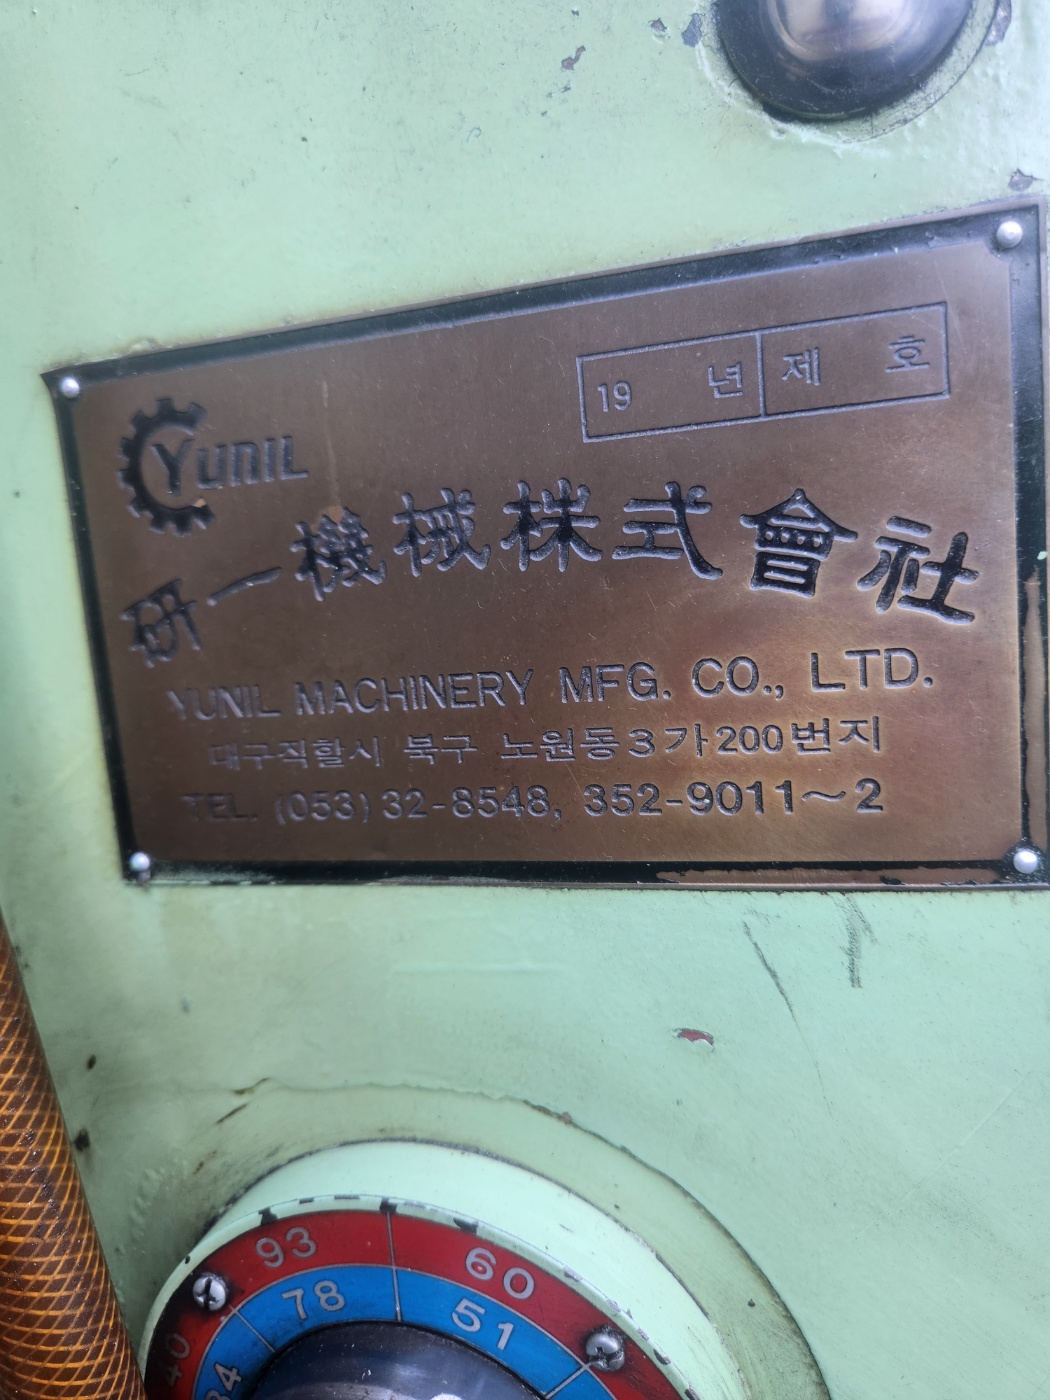 19 년 제 호
YUNIL
研一機械株式會社
YUNIL MACHINERY MFG. CO., LTD.
대구직할시 북구 노원동3가200번지
TEL. (053) 32-8548, 352-9011~2
93 60
78 51
40
34